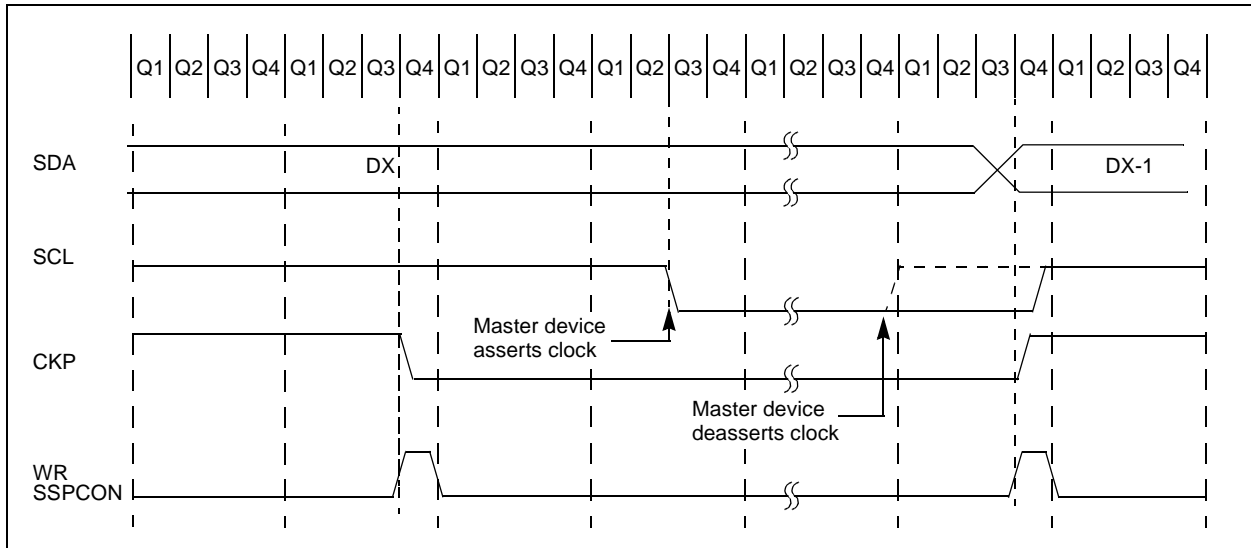 Q1 Q2 Q3 Q4 Q1 Q2 Q3 Q4 Q1 Q2 Q3 Q4 Q1 Q2 Q3 Q4 Q1 Q2 Q3 Q4 Q1 Q2 Q3 Q4 Q1 Q2 Q3 Q4
SDA
DX
DX-1
SCL
Master device
asserts clock
CKP
Master device
deasserts clock
WR
SSPCON